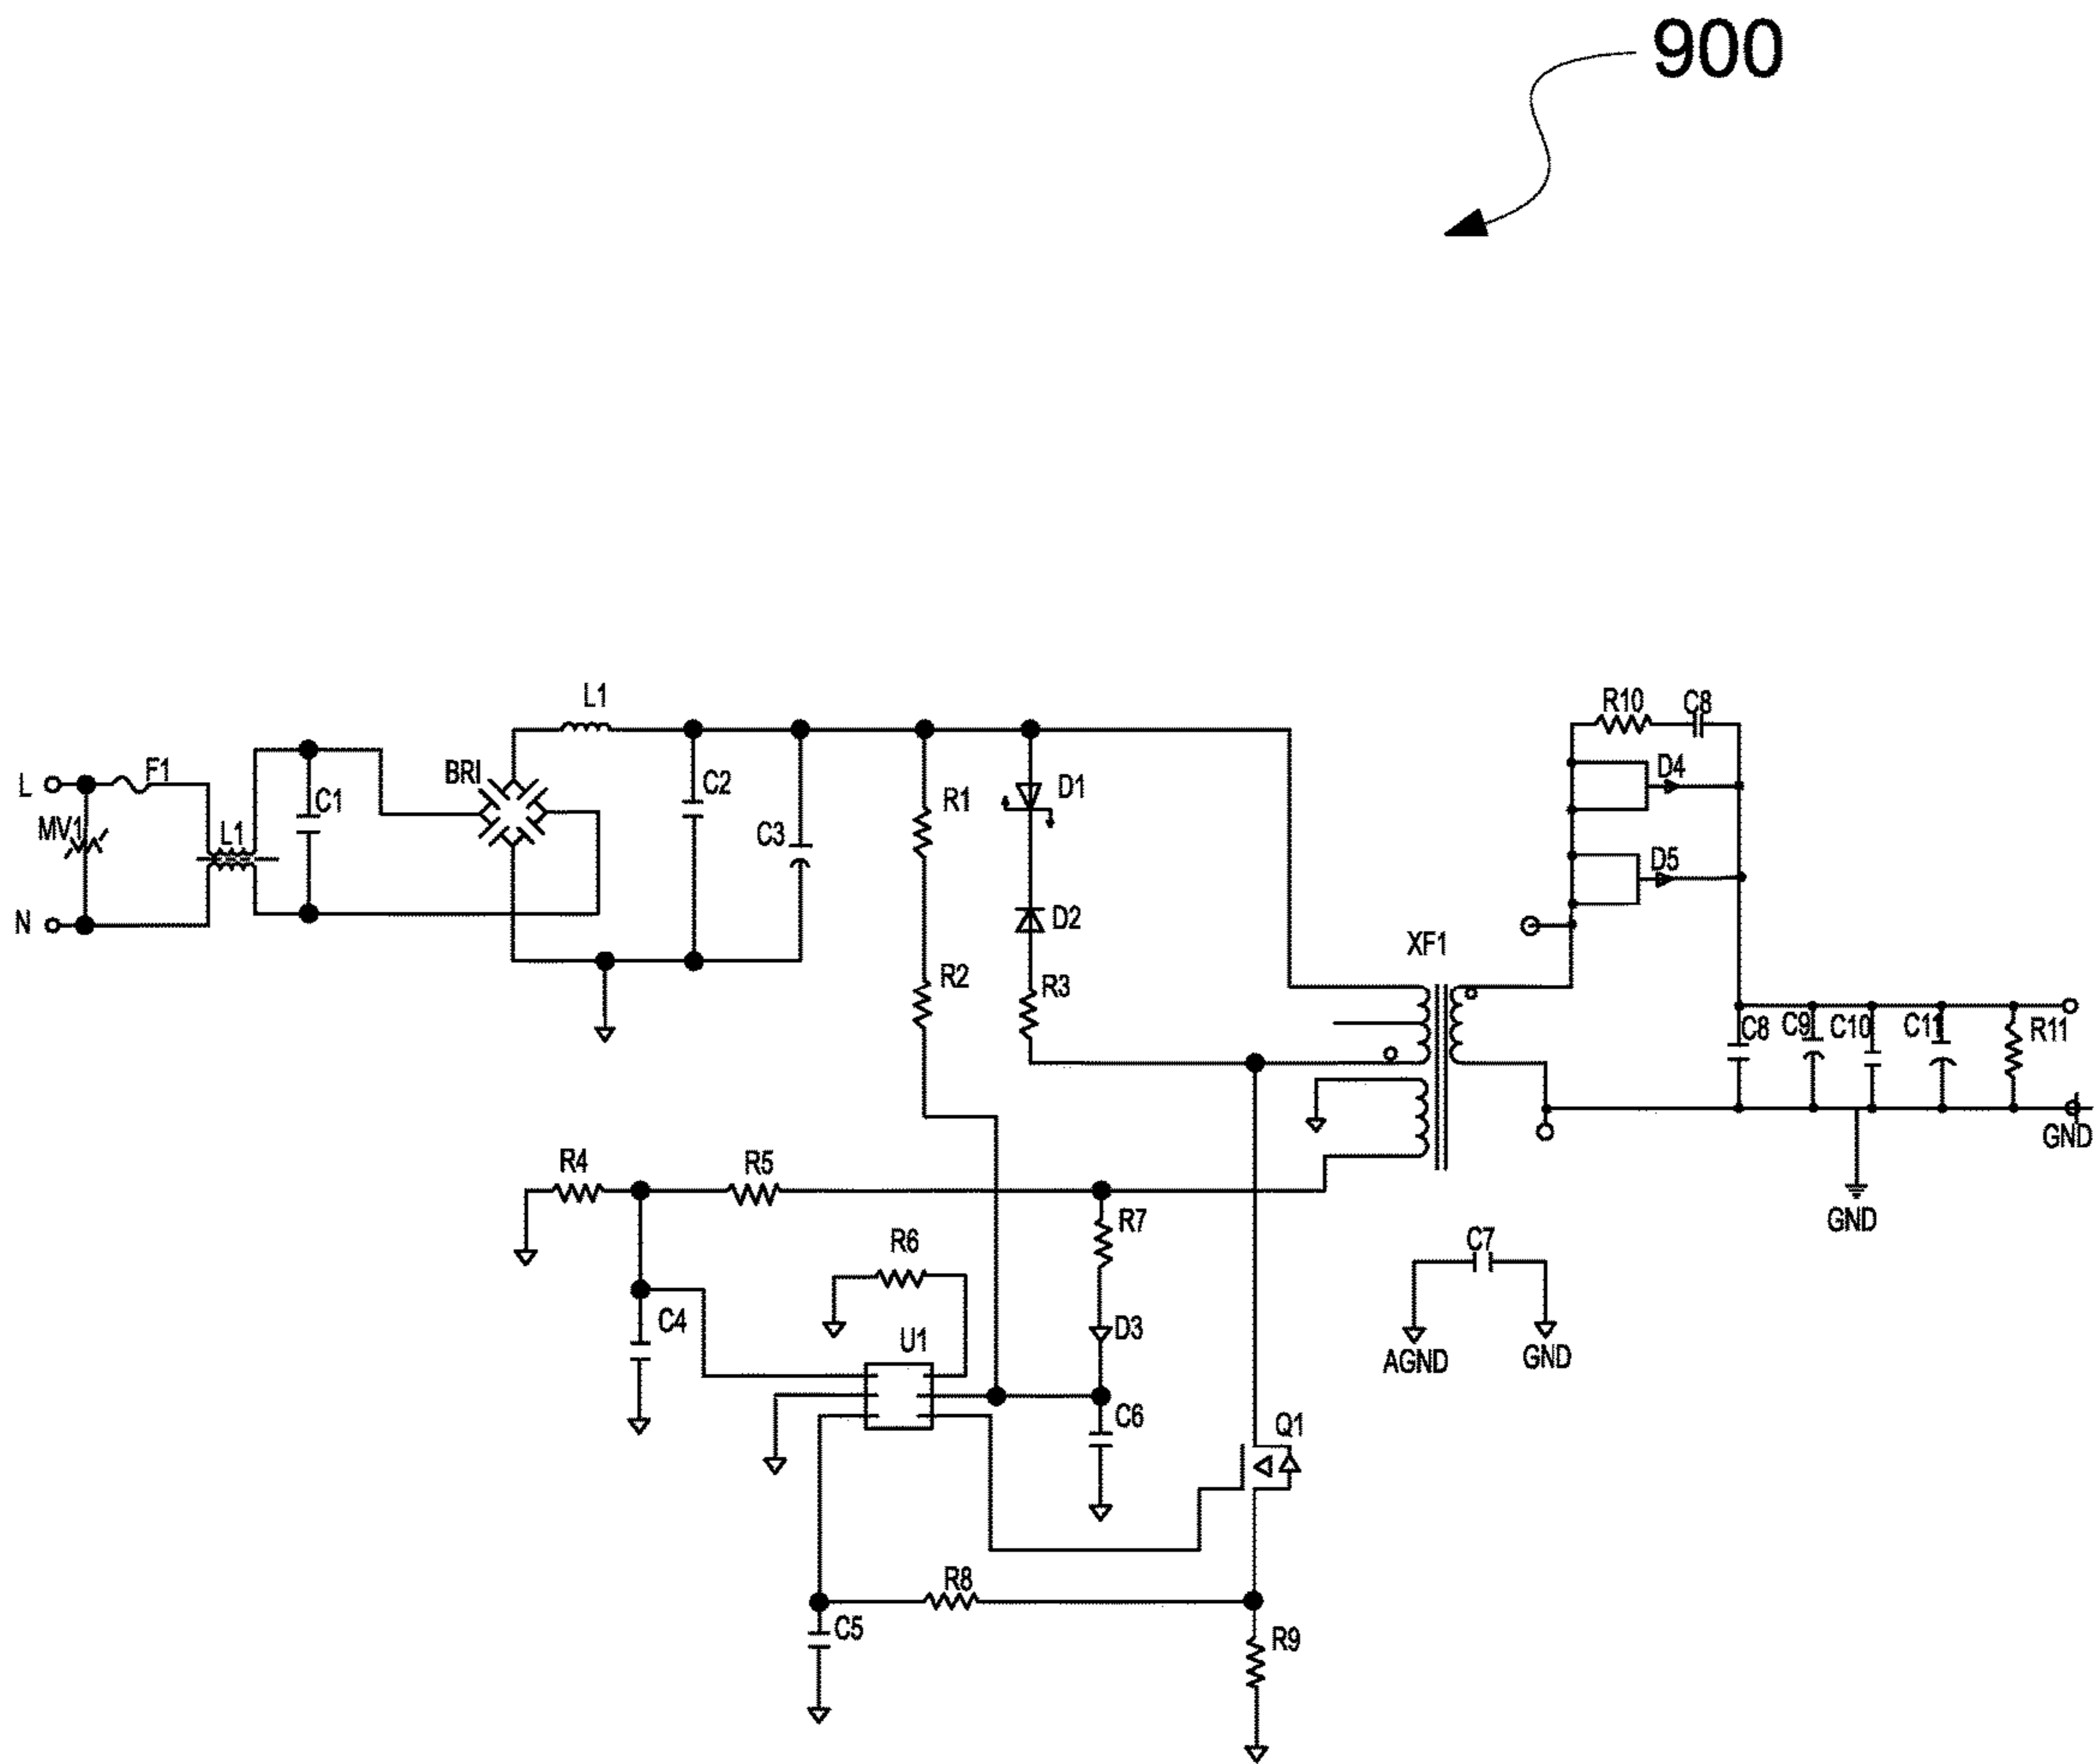 900
L1
R10 C8
BRI
F1
D4
L
C1
C2
D1
R1
MV1
L1
C3
D5
N
D2
XF1
R2
R3
C8 C9 C10 C11 R11
GND
R4
R5
R7
GND
R6
C7
C4
U1
D3
AGND
GND
C6
Q1
R8
C5
R9